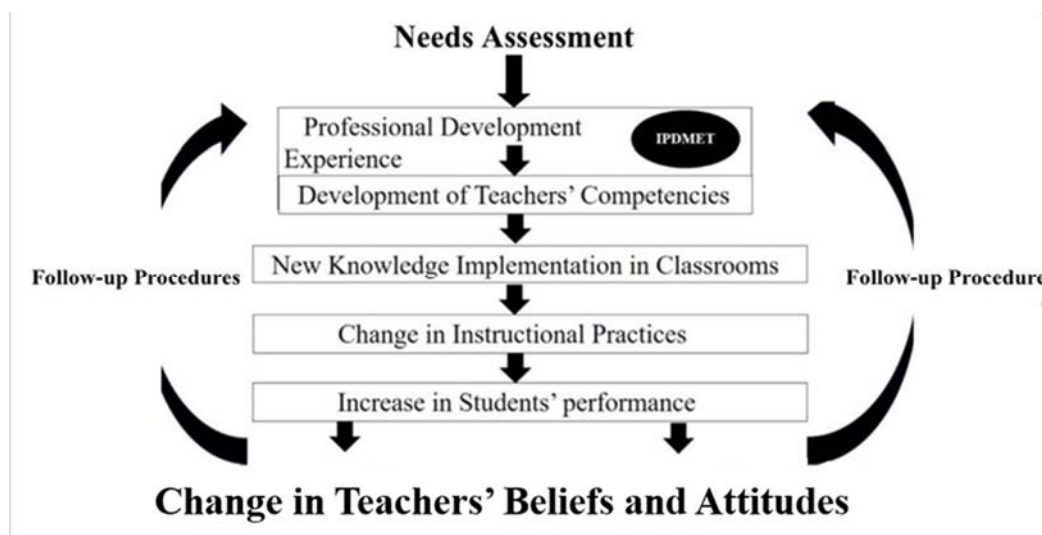 Needs Assessment
Professional Development
IPDMET
Experience
Development of Teachers' Competencies
New Knowledge Implementation in Classrooms
Follow-up Procedures
Follow-up Procedure
Change in Instructional Practices
Increase in Students' performance
Change in Teachers' Beliefs and Attitudes